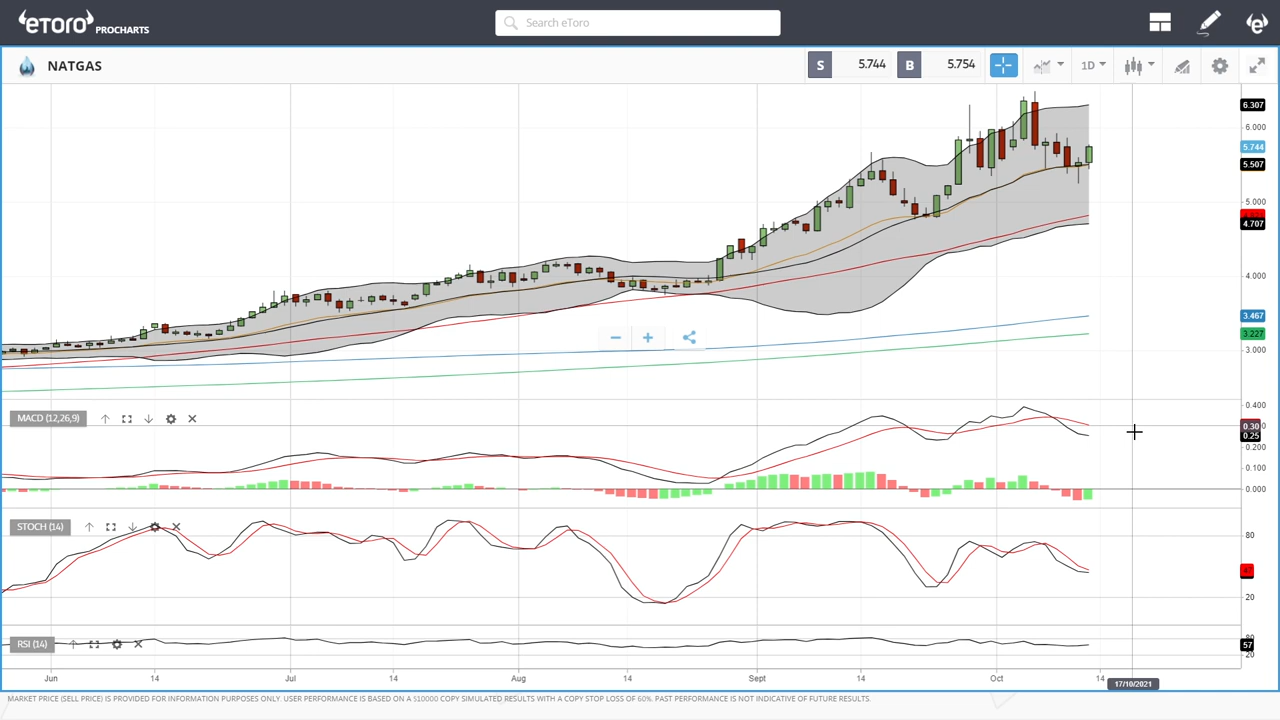 eToro PROCHARTS
Search eToro
NATGAS
S 5.744 B 5.754
1D
6.307
6.000
5.744
5.507
5.000
4.707
4.000
3.467
3.227
3.000
MACD (12,26,9)
0.400
0.30
0.25
0.200
0.100
0.000
STOCH (14)
80
20
RSI (14)
80
57
20
Jun 14 Jul 14 Aug 14 Sept 14 Oct 14
17/10/2021
MARKET PRICE (SELL PRICE) IS PROVIDED FOR INFORMATION PURPOSES ONLY. USER PERFORMANCE IS BASED ON A $10000 COPY SIMULATED RESULTS WITH A COPY STOP LOSS OF 60%. PAST PERFORMANCE IS NOT INDICATIVE OF FUTURE RESULTS.